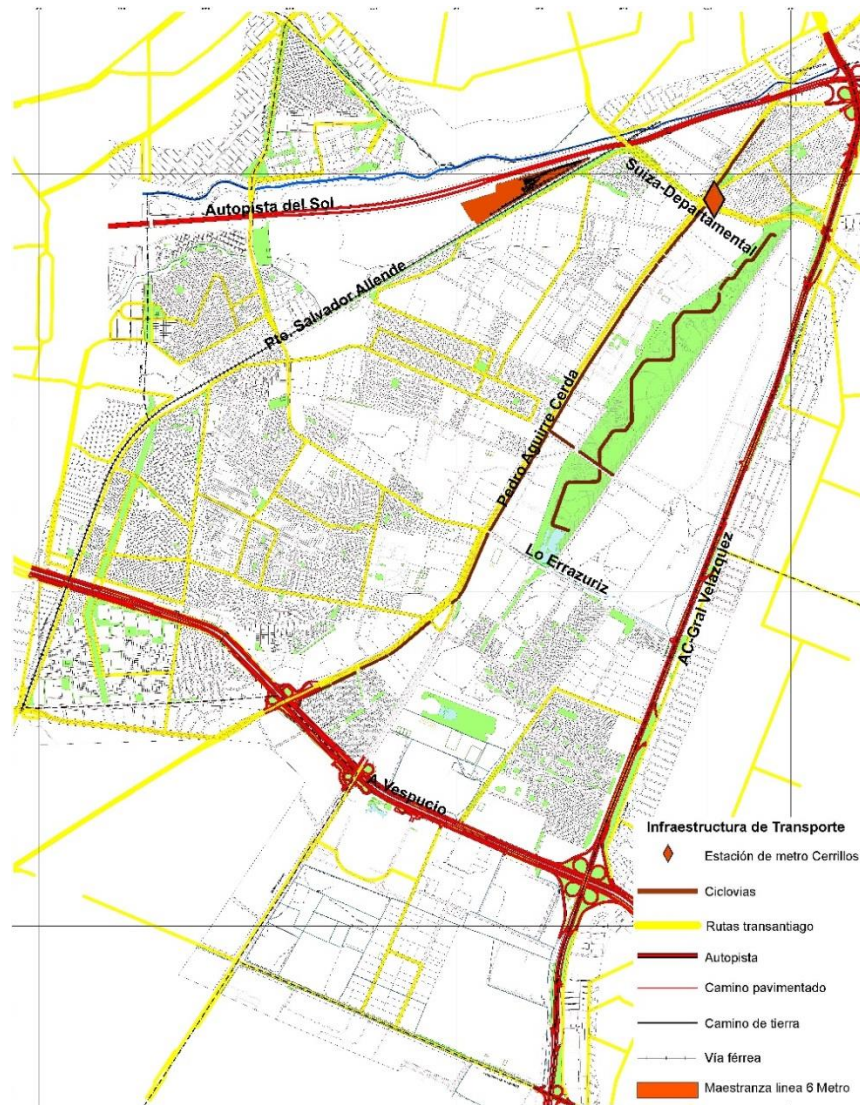 Suiza-Departamental
Autopista del Sol
Pte. Salvador Allende
Pedro Aguirre Cerda
Lo Errazuriz
AC-Gral Velazquez
A.Vespucio
Infraestructura de Transporte
Estación de metro Cerrillos
Ciclovias
Rutas transantiago
Autopista
Camino pavimentado
Camino de tierra
Vía férrea
Maestranza linea 6 Metro